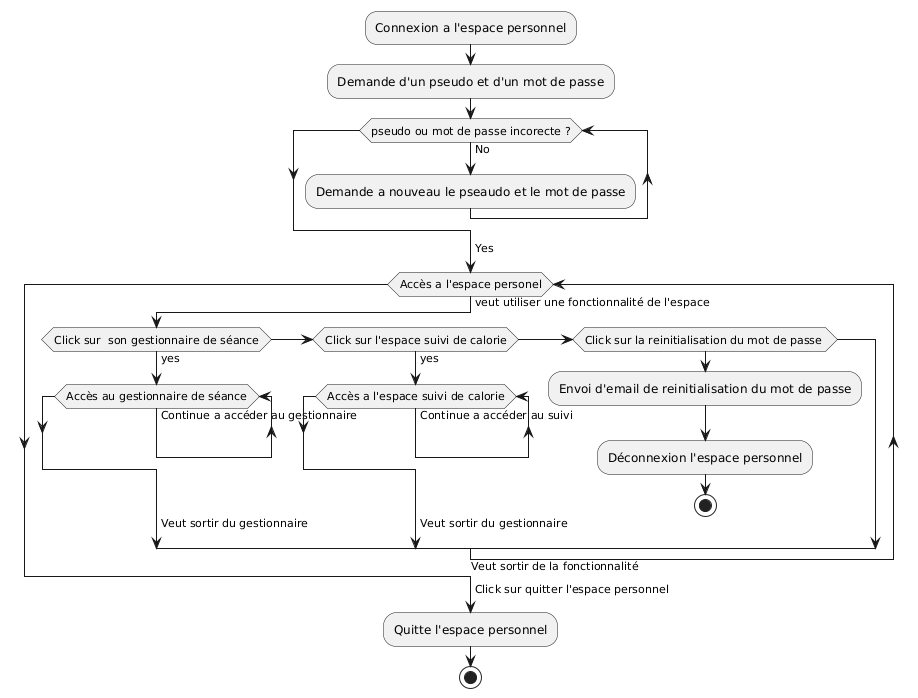 Connexion a l'espace personnel
Demande d'un pseudo et d'un mot de passe
pseudo ou mot de passe incorecte ?
No
Demande a nouveau le pseaudo et le mot de passe
Yes
Accès a l'espace personel
veut utiliser une fonctionnalité de l'espace
Click sur  son gestionnaire de séance
Click sur l'espace suivi de calorie
Click sur la reinitialisation du mot de passe
yes
yes
Envoi d'email de reinitialisation du mot de passe
Accès au gestionnaire de séance
Accès a l'espace suivi de calorie
Continue a accéder au gestionnaire
Continue a accéder au suivi
Déconnexion l'espace personnel
Veut sortir du gestionnaire
Veut sortir du gestionnaire
Veut sortir de la fonctionnalité
Click sur quitter l'espace personnel
Quitte l'espace personnel